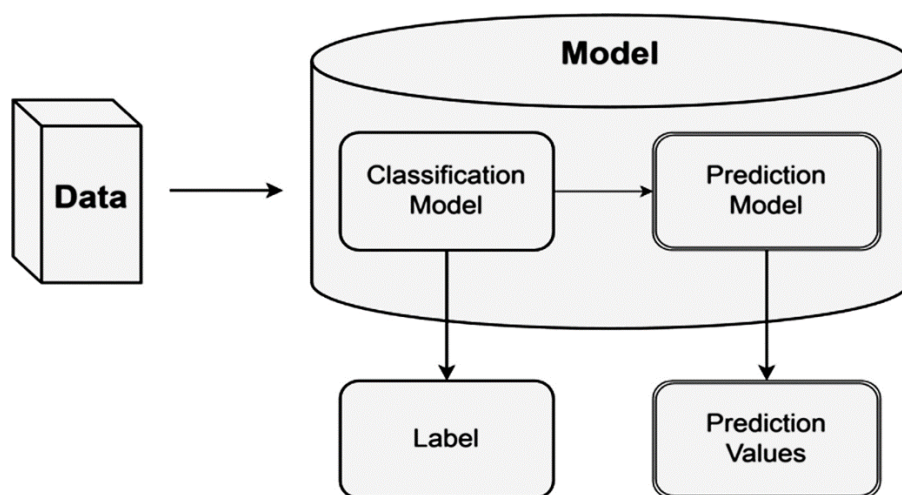 Model
Data
Classification
Model
Prediction
Model
Label
Prediction
Values